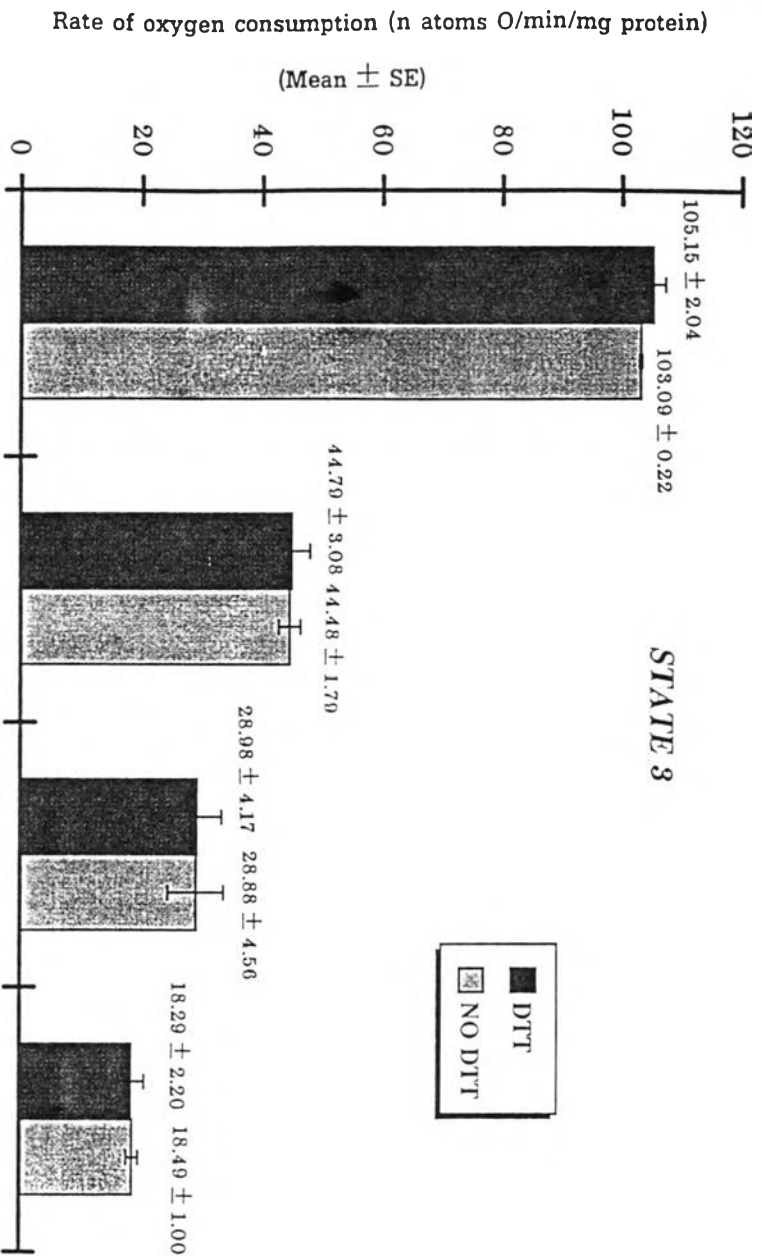 Rate of oxygen consumption (n atoms O/min/mg protein)
(Mean ± SE)
120
100
80
60
40
20
0
STATE 3
105.15 ± 2.04
103.09 ± 0.22
44.79 ± 3.08
44.48 ± 1.79
28.98 ± 4.17
28.88 ± 4.56
18.29 ± 2.20
18.49 ± 1.00
DTT
NO DTT